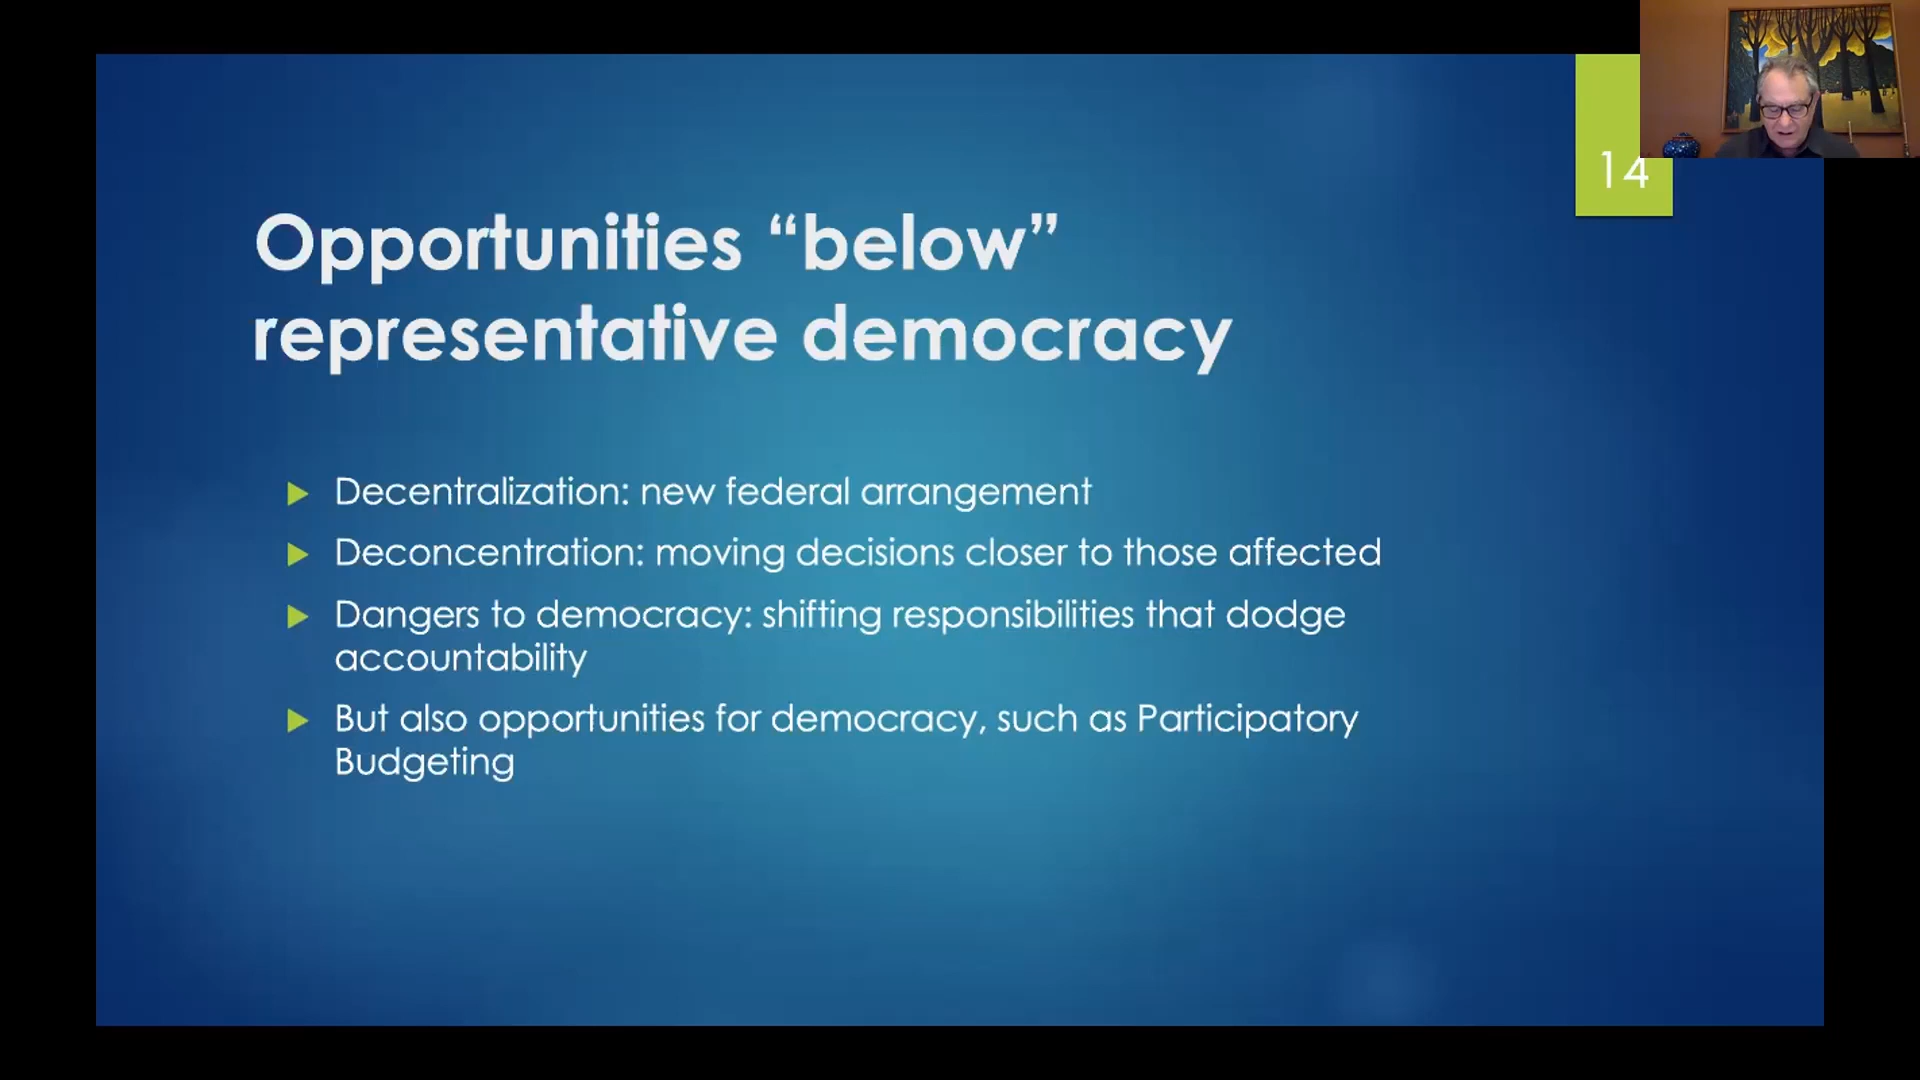 14
Opportunities “below”
representative democracy
Decentralization: new federal arrangement
Deconcentration: moving decisions closer to those affected
Dangers to democracy: shifting responsibilities that dodge
accountability
But also opportunities for democracy, such as Participatory
Budgeting